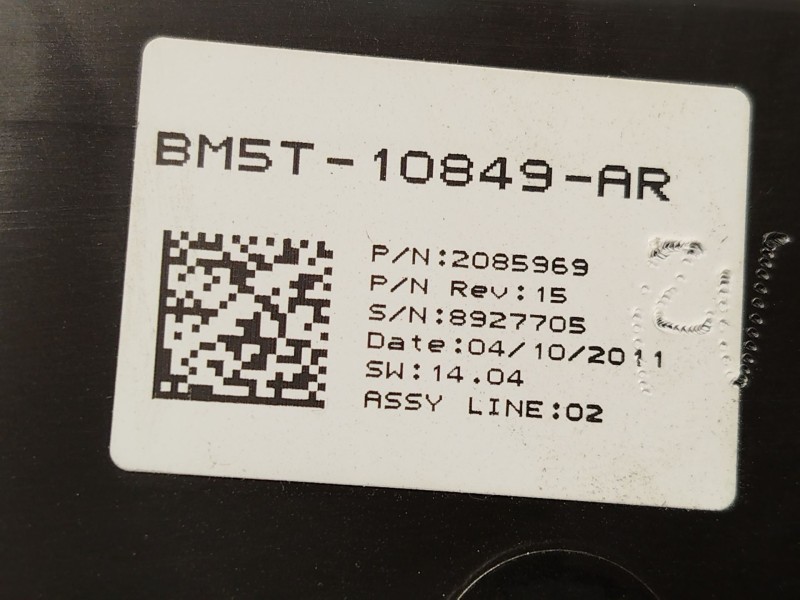 BM5T-10849-AR
P/N:2085969
P/N Rev:15
S/N:8927705
Date:04/10/2011
SW:14.04
ASSY LINE:02